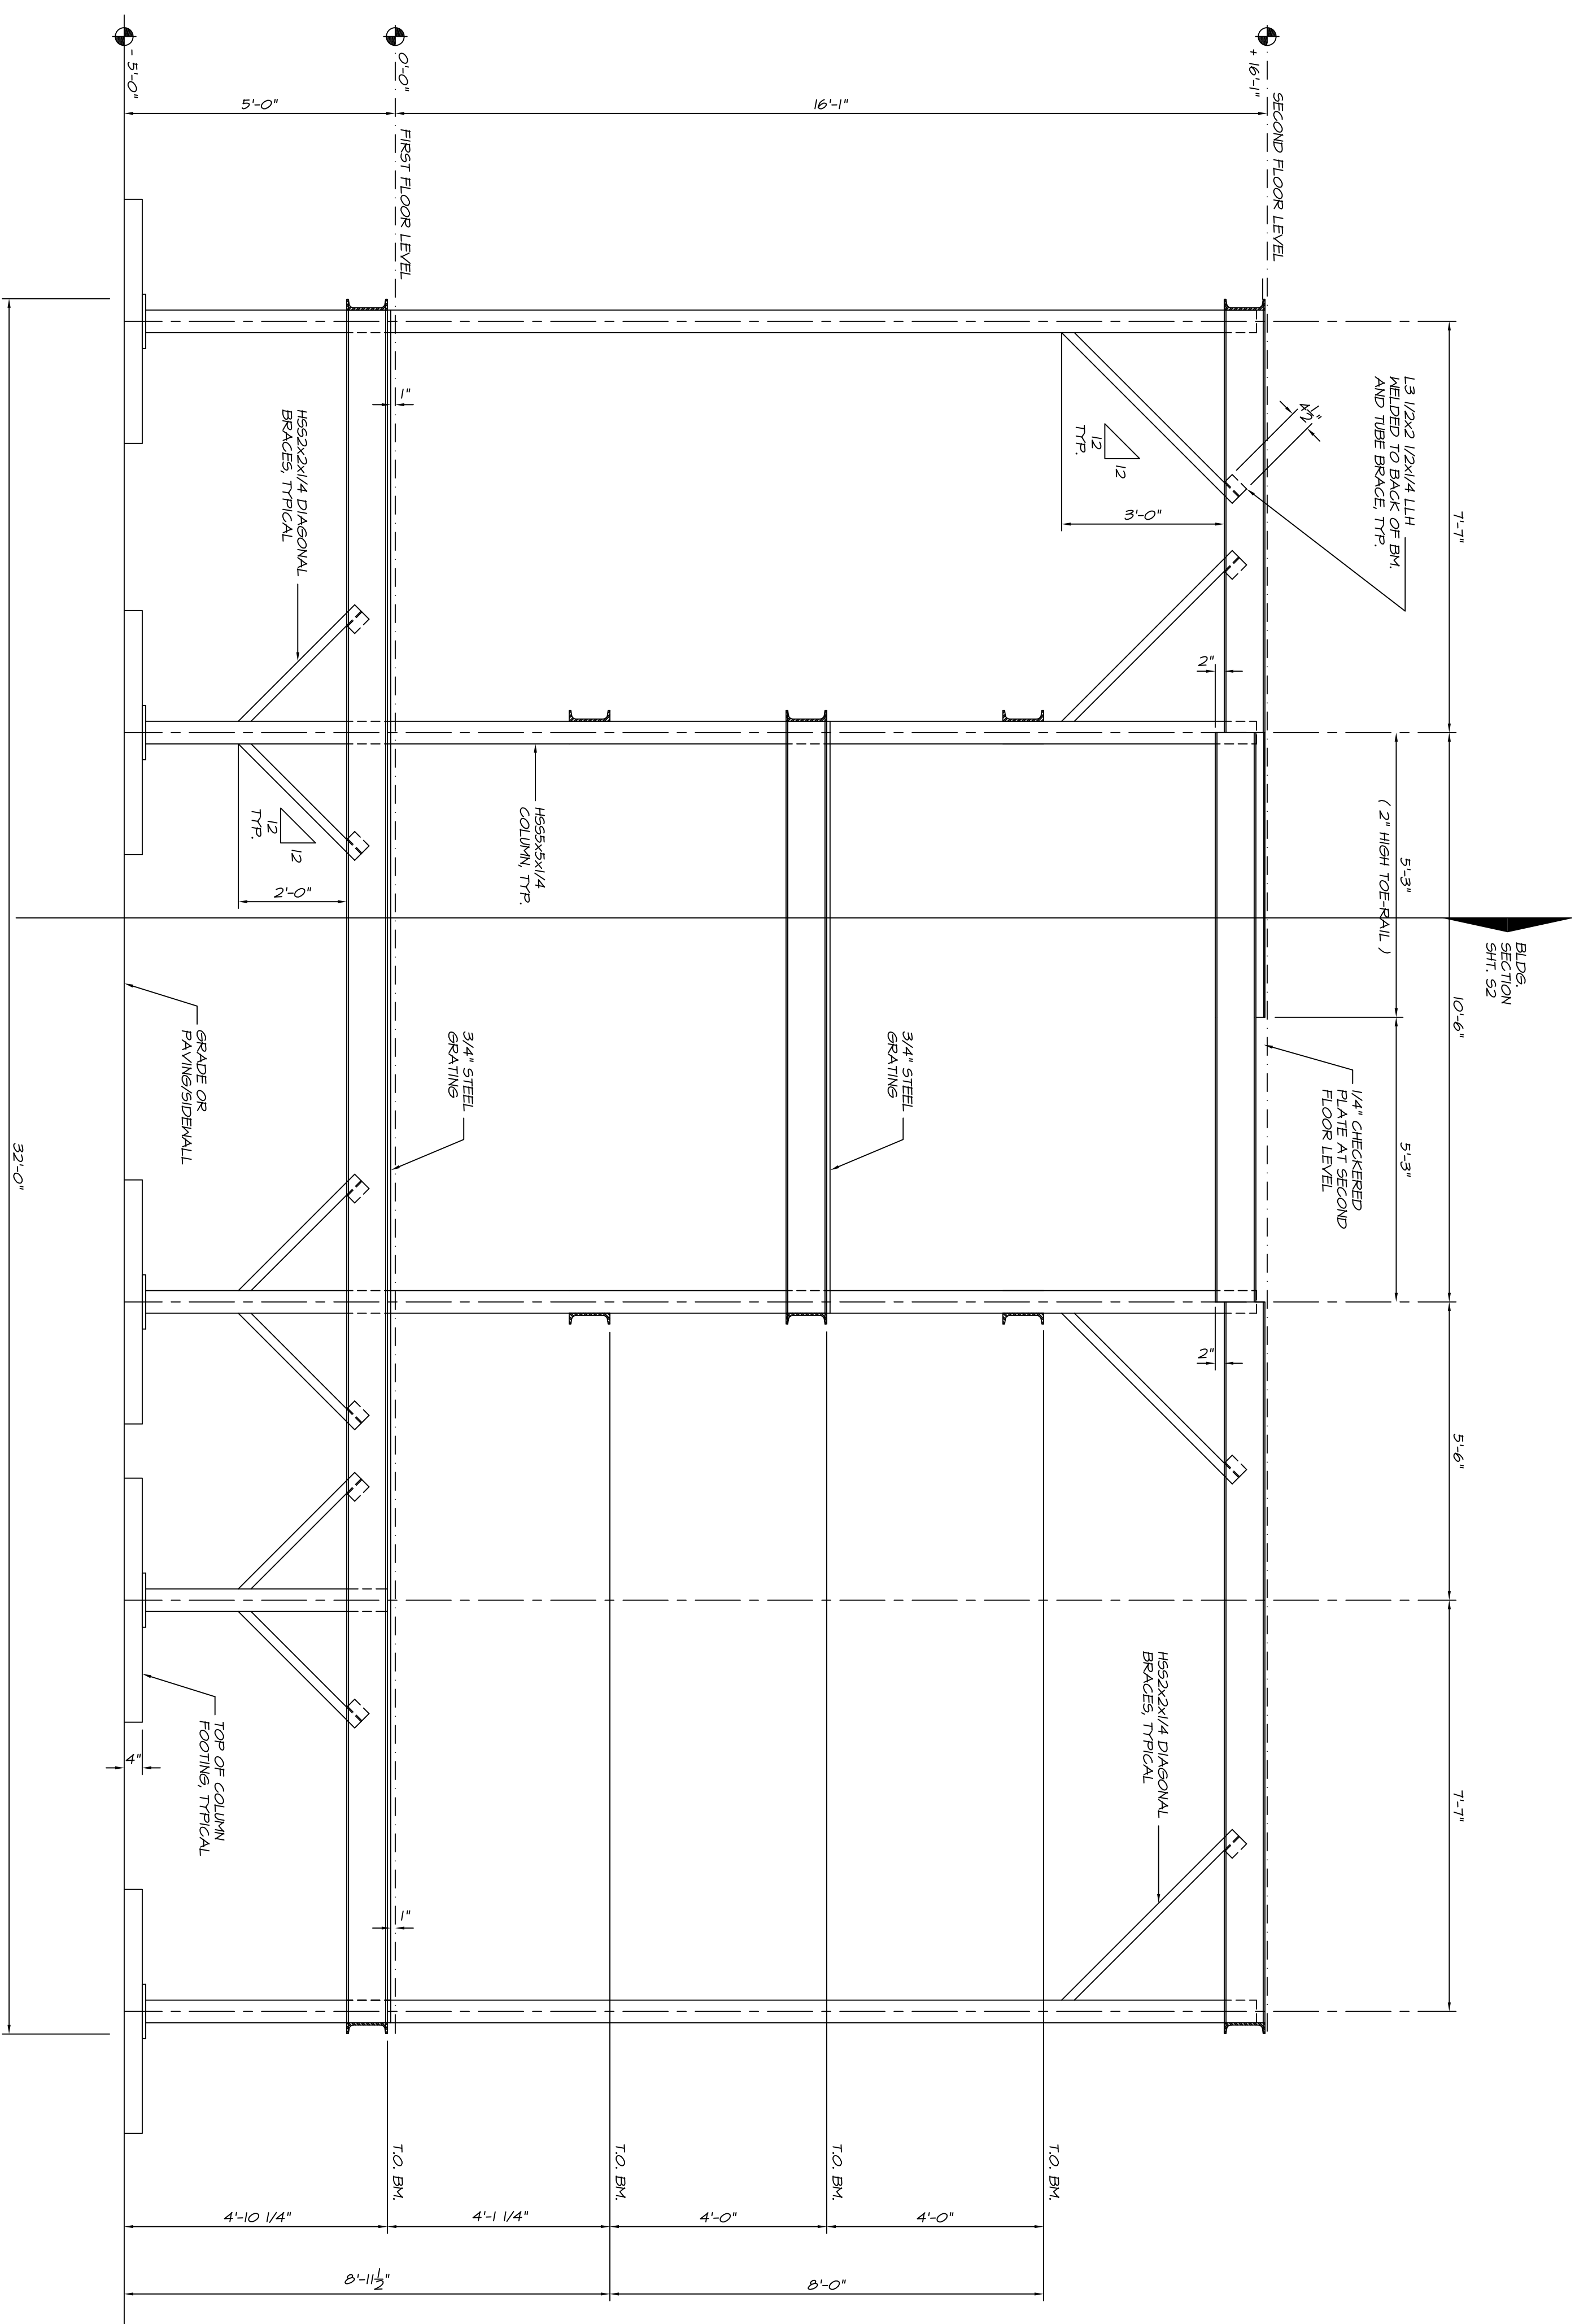 BLDG.
SECTION
SHT. S2
7'-7"
10'-6"
5'-6"
7'-7"
5'-3"
5'-3"
( 2" HIGH TOE-RAIL )
L3 1/2x2 1/2x1/4 LLH
WELDED TO BACK OF BM.
AND TUBE BRACE, TYP.
1/4" CHECKERED
PLATE AT SECOND
FLOOR LEVEL
SECOND FLOOR LEVEL
+ 16'-1"
2"
2"
3'-0"
12
12
TYP.
HSS2x2x1/4 DIAGONAL
BRACES, TYPICAL
T.O. BM.
4'-0"
8'-0"
16'-1"
3/4" STEEL
GRATING
T.O. BM.
4'-0"
HSS5x5x1/4
COLUMN, TYP.
T.O. BM.
4'-1 1/4"
3/4" STEEL
GRATING
FIRST FLOOR LEVEL
0'-0"
1"
1"
T.O. BM.
HSS2x2x1/4 DIAGONAL
BRACES, TYPICAL
12
12
TYP.
2'-0"
5'-0"
4'-10 1/4"
8'-11 1/2"
GRADE OR
PAVING/SIDEWALL
TOP OF COLUMN
FOOTING, TYPICAL
4"
- 5'-0"
32'-0"